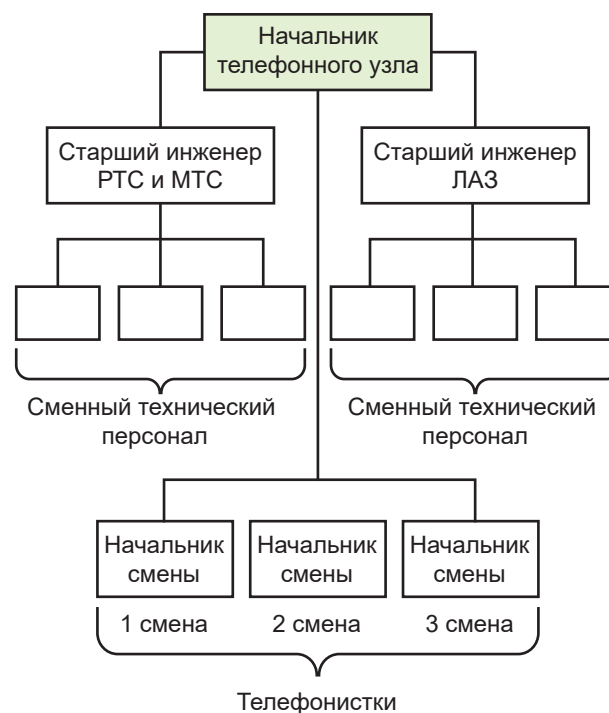 Начальник
телефонного узла
Старший инженер
РТС и МТС
Старший инженер
ЛАЗ
Сменный технический
персонал
Сменный технический
персонал
Начальник
смены
Начальник
смены
Начальник
смены
1 смена
2 смена
3 смена
Телефонистки